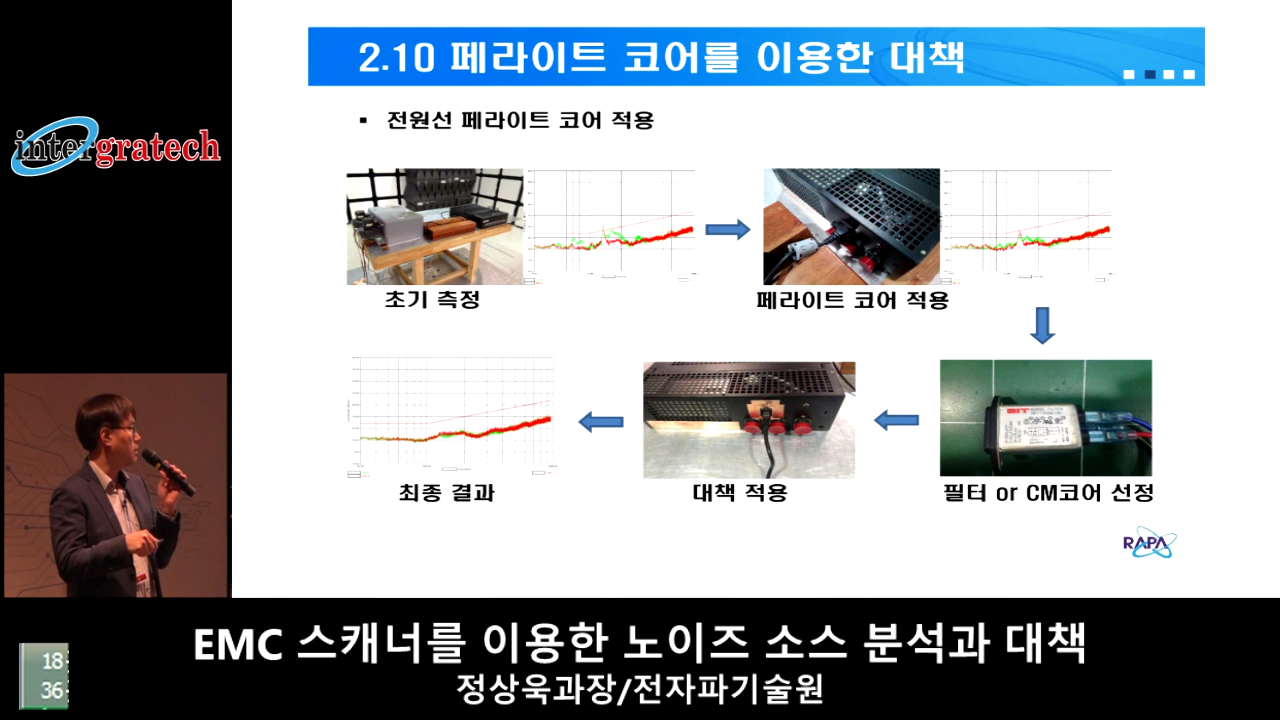 2.10 페라이트 코어를 이용한 대책
▪ 전원선 페라이트 코어 적용
intergratech
초기 측정
페라이트 코어 적용
최종 결과
대책 적용
필터 or CM코어 선정
RAPA
EMC 스캐너를 이용한 노이즈 소스 분석과 대책
정상욱과장/전자파기술원
18:
36: